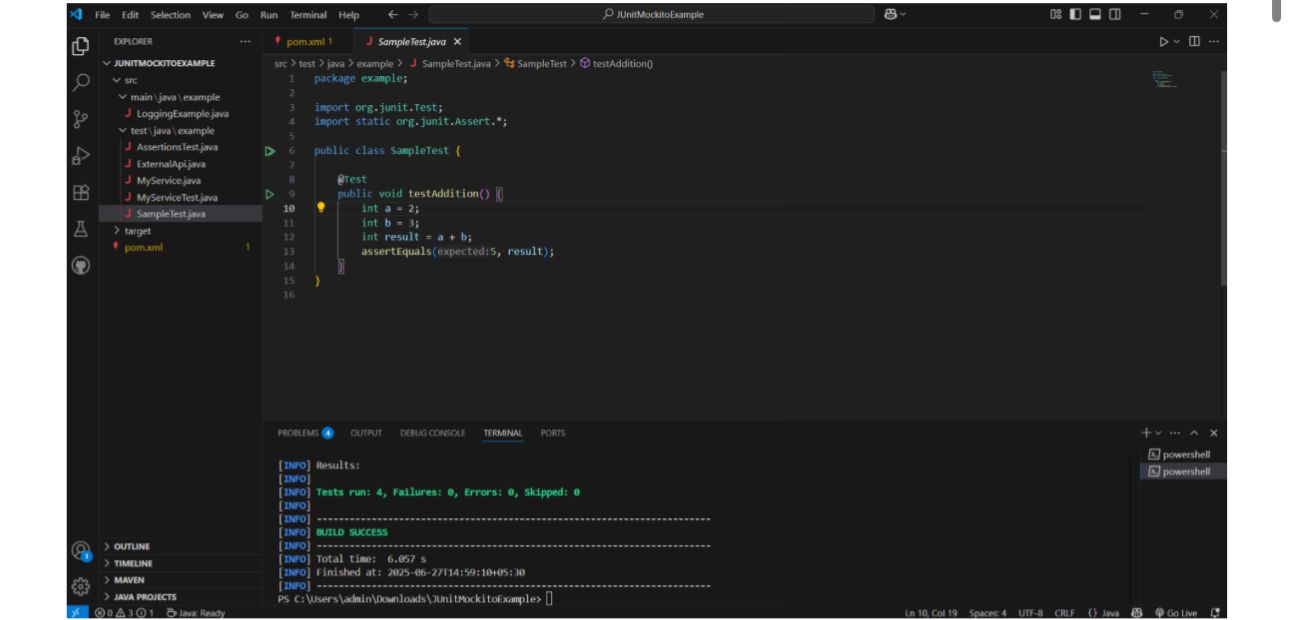 File Edit Selection View Go Run Terminal Help JUnitMockitoExample
EXPLORER
JUNITMOCKITOEXAMPLE
src
main\java\example
J LoggingExample.java
test\java\example
J AssertionsTest.java
J ExternalApi.java
J MyService.java
J MyServiceTest.java
J SampleTest.java
target
pom.xml 1
OUTLINE
TIMELINE
MAVEN
JAVA PROJECTS
pom.xml 1 J SampleTest.java
src > test > java > example > J SampleTest.java > SampleTest > testAddition()
1 package example;
2
3 import org.junit.Test;
4 import static org.junit.Assert.*;
5
6 public class SampleTest {
7
8 @Test
9 public void testAddition() {
10 int a = 2;
11 int b = 3;
12 int result = a + b;
13 assertEquals(expected:5, result);
14 }
15 }
16
PROBLEMS 4 OUTPUT DEBUG CONSOLE TERMINAL PORTS
[INFO] Results:
[INFO]
[INFO] Tests run: 4, Failures: 0, Errors: 0, Skipped: 0
[INFO]
[INFO] ------------------------------------------------------------------------
[INFO] BUILD SUCCESS
[INFO] ------------------------------------------------------------------------
[INFO] Total time:  6.057 s
[INFO] Finished at: 2025-06-27T14:59:10+05:30
[INFO] ------------------------------------------------------------------------
PS C:\Users\admin\Downloads\JUnitMockitoExample>
powershell
powershell
1
0 3 1 Java: Ready Ln 10, Col 19 Spaces: 4 UTF-8 CRLF {} Java Go Live